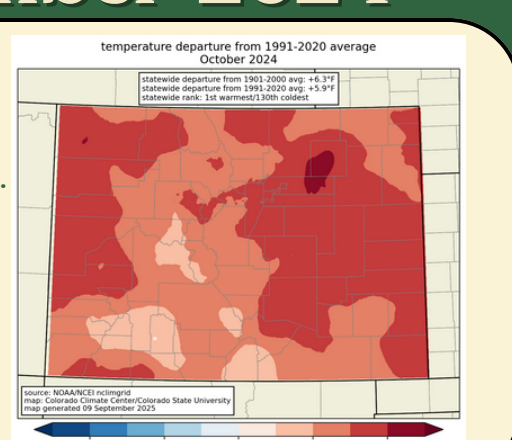 2024
temperature departure from 1991-2020 average
October 2024
statewide departure from 1901-2000 avg: +6.3°F
statewide departure from 1991-2020 avg: +5.9°F
statewide rank: 1st warmest/130th coldest
source: NOAA/NCEI nclimgrid
map: Colorado Climate Center/Colorado State University
map generated 09 September 2025